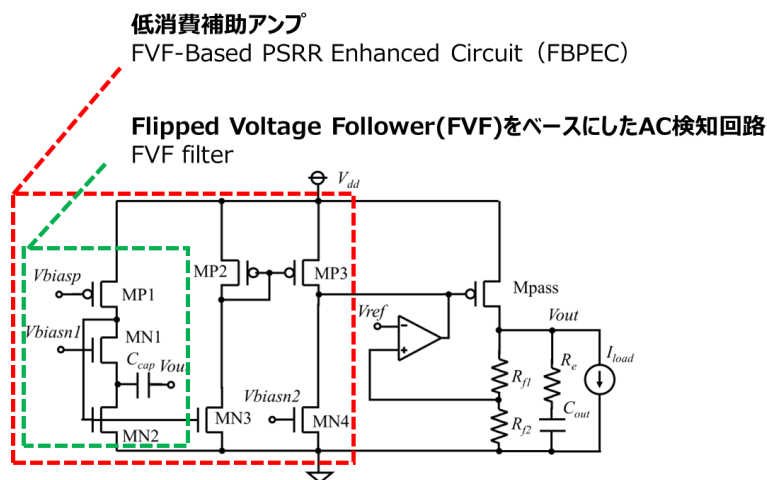 低消費補助アンプ
FVF-Based PSRR Enhanced Circuit（FBPEC）
Flipped Voltage Follower(FVF)をベースにしたAC検知回路
FVF filter
Vdd
Vbiasp
MP1
MP2
MP3
Mpass
Vbiasn1
MN1
Ccap
Vou
Vref
Vout
Re
Iload
Rf1
Vbiasn2
Cout
MN2
MN3
MN4
Rf2